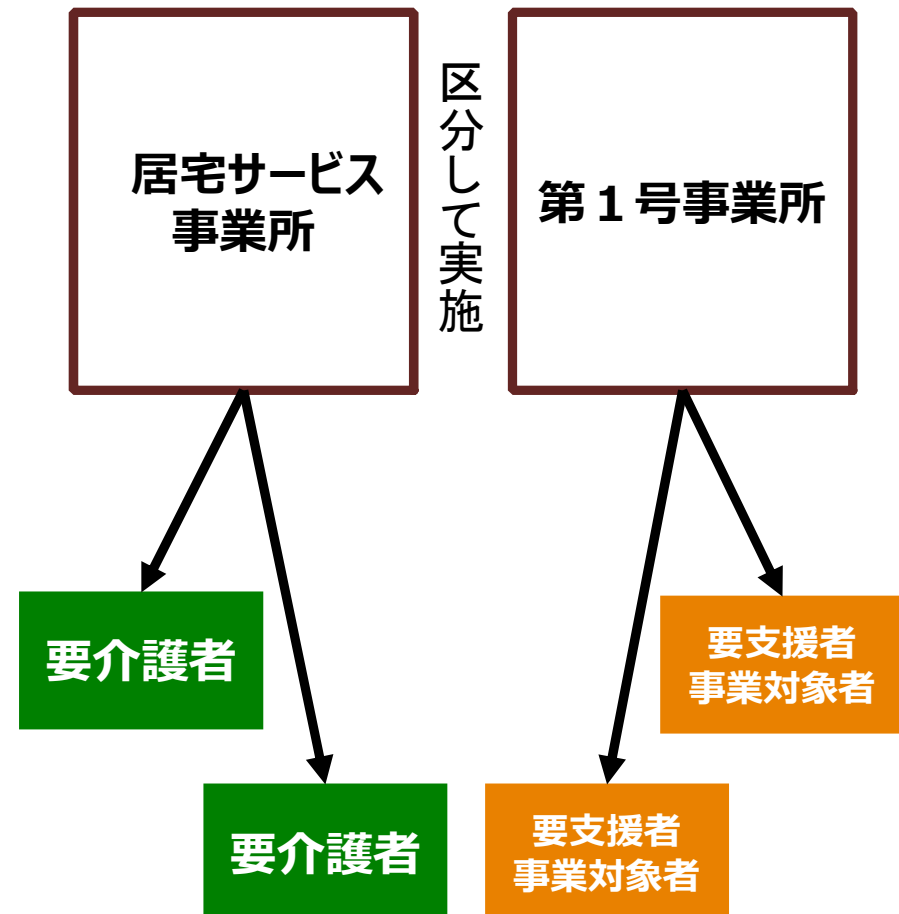 居宅サービス
事業所
区分して実施
第１号事業所
要介護者
要支援者
事業対象者
要介護者
要支援者
事業対象者